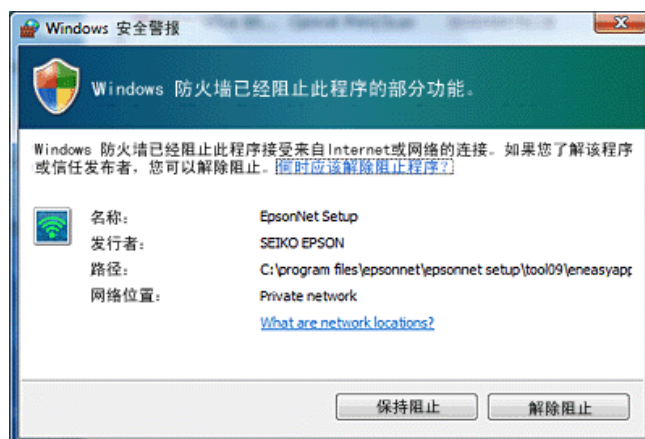 Windows 安全警报
Windows 防火墙已经阻止此程序的部分功能。
Windows 防火墙已经阻止此程序接受来自Internet或网络的连接。如果您了解该程序
或信任发布者，您可以解除阻止。何时应该解除阻止程序？
名称： EpsonNet Setup
发行者： SEIKO EPSON
路径： C:\program files\epsonnet\epsonnet setup\tool09\eneasyapp
网络位置： Private network
What are network locations?
保持阻止 解除阻止